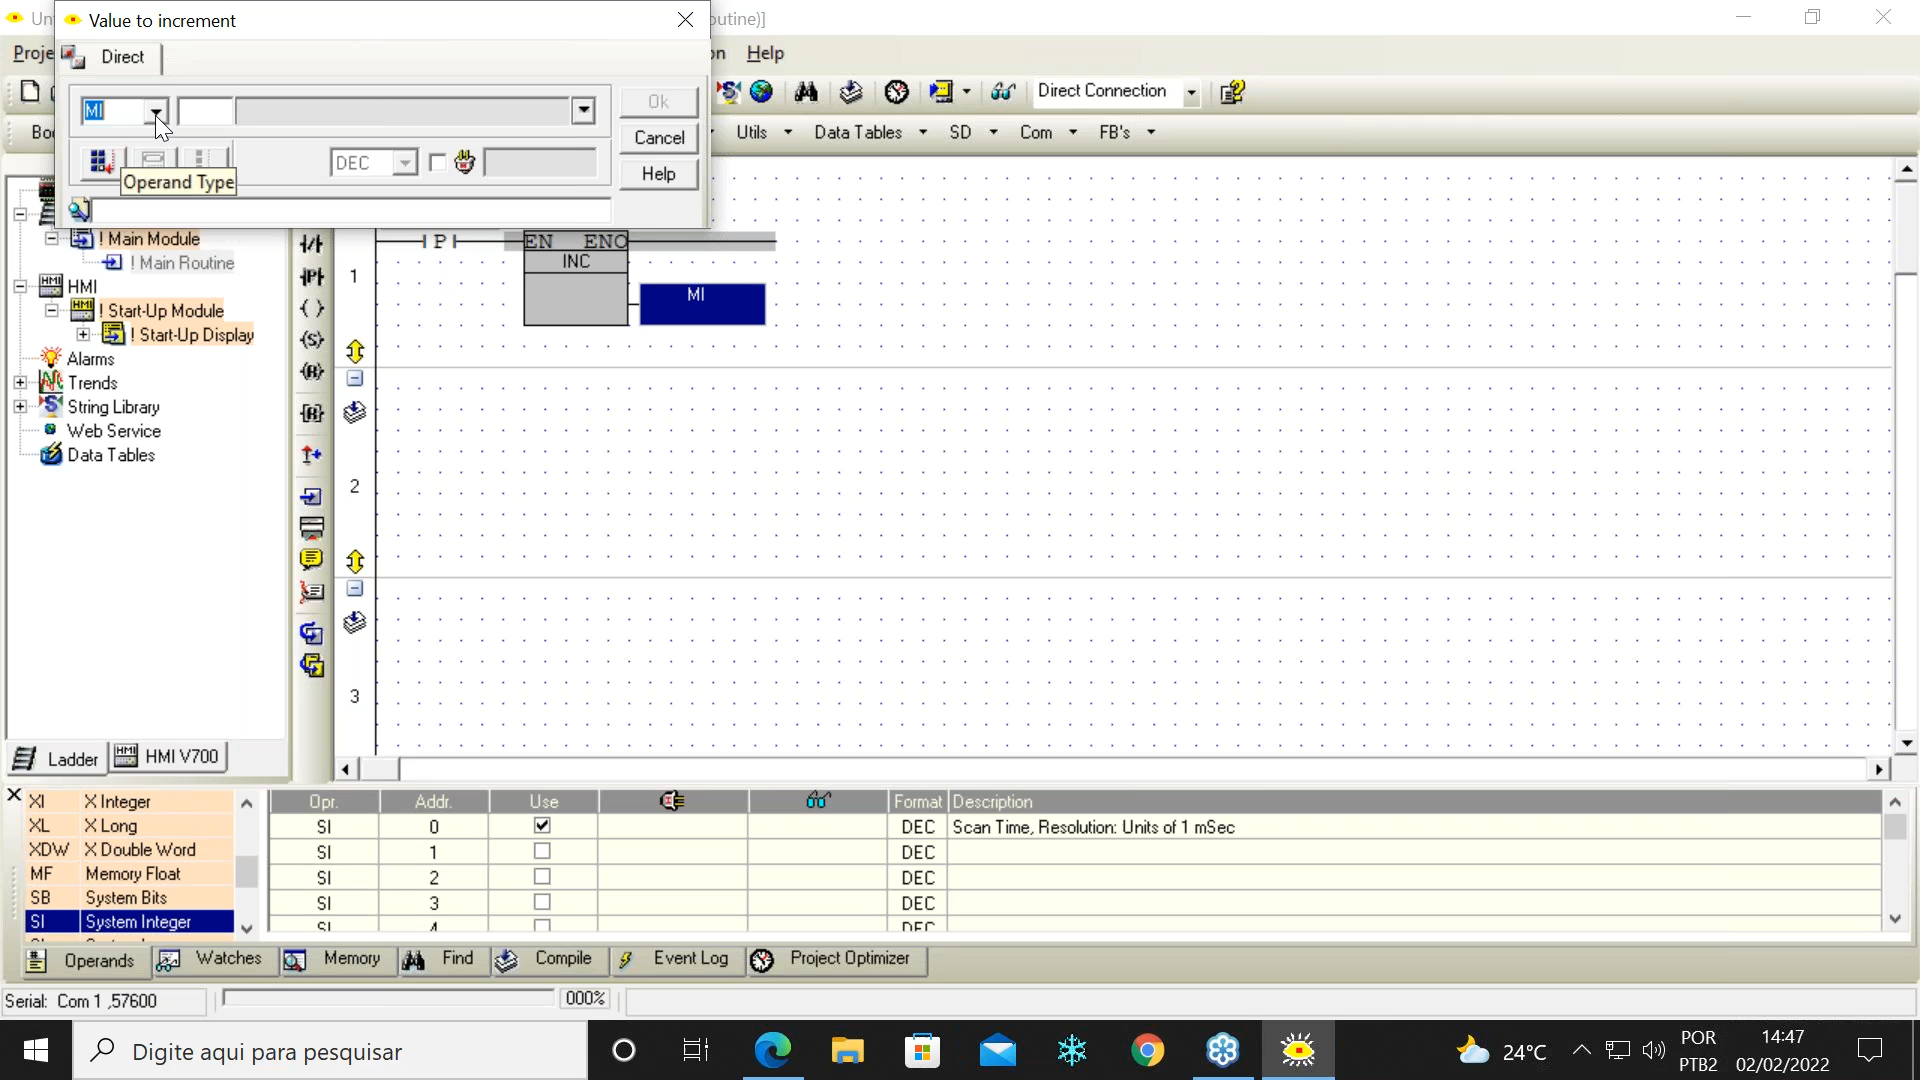 Un
Value to increment
outine)]
Proje
Direct
on
Help
MI
Ok
Cancel
Help
DEC
Operand Type
Direct Connection
Boo
Utils
Data Tables
SD
Com
FB's
! Main Module
! Main Routine
HMI
! Start-Up Module
! Start-Up Display
Alarms
Trends
String Library
Web Service
Data Tables
P
EN ENO
INC
MI
1
2
3
Ladder
HMI V700
XI X Integer
XL X Long
XDW X Double Word
MF Memory Float
SB System Bits
SI System Integer
Opr. Addr. Use Format Description
SI 0 DEC Scan Time, Resolution: Units of 1 mSec
SI 1 DEC
SI 2 DEC
SI 3 DEC
SI 4 DEC
Operands
Watches
Memory
Find
Compile
Event Log
Project Optimizer
Serial: Com 1 ,57600
000%
Digite aqui para pesquisar
24°C
POR
PTB2
14:47
02/02/2022